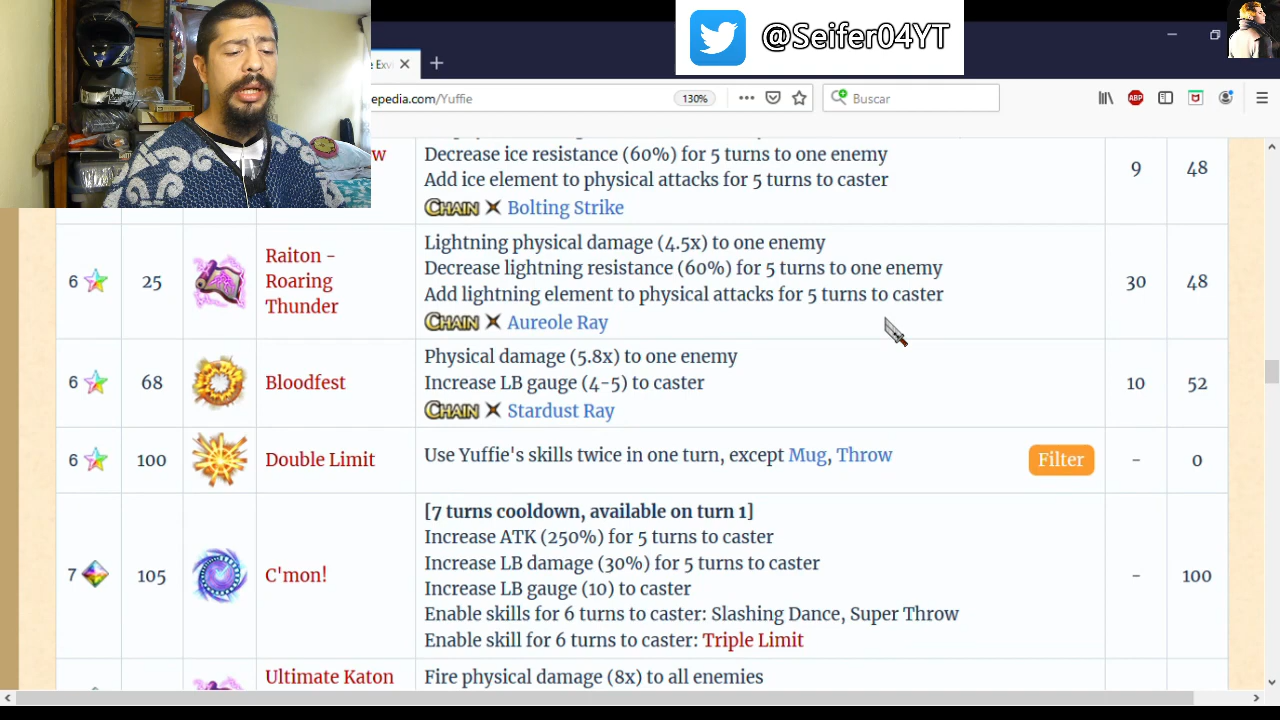 @Seifer04YT
e Exv
epedia.com/Yuffie
130%
Buscar
ABP
w
Decrease ice resistance (60%) for 5 turns to one enemy
Add ice element to physical attacks for 5 turns to caster
CHAIN Bolting Strike
9
48
6
25
Raiton -
Roaring
Thunder
Lightning physical damage (4.5x) to one enemy
Decrease lightning resistance (60%) for 5 turns to one enemy
Add lightning element to physical attacks for 5 turns to caster
CHAIN Aureole Ray
30
48
6
68
Bloodfest
Physical damage (5.8x) to one enemy
Increase LB gauge (4-5) to caster
CHAIN Stardust Ray
10
52
6
100
Double Limit
Use Yuffie's skills twice in one turn, except Mug, Throw
Filter
-
0
7
105
C'mon!
[7 turns cooldown, available on turn 1]
Increase ATK (250%) for 5 turns to caster
Increase LB damage (30%) for 5 turns to caster
Increase LB gauge (10) to caster
Enable skills for 6 turns to caster: Slashing Dance, Super Throw
Enable skill for 6 turns to caster: Triple Limit
-
100
Ultimate Katon
Fire physical damage (8x) to all enemies